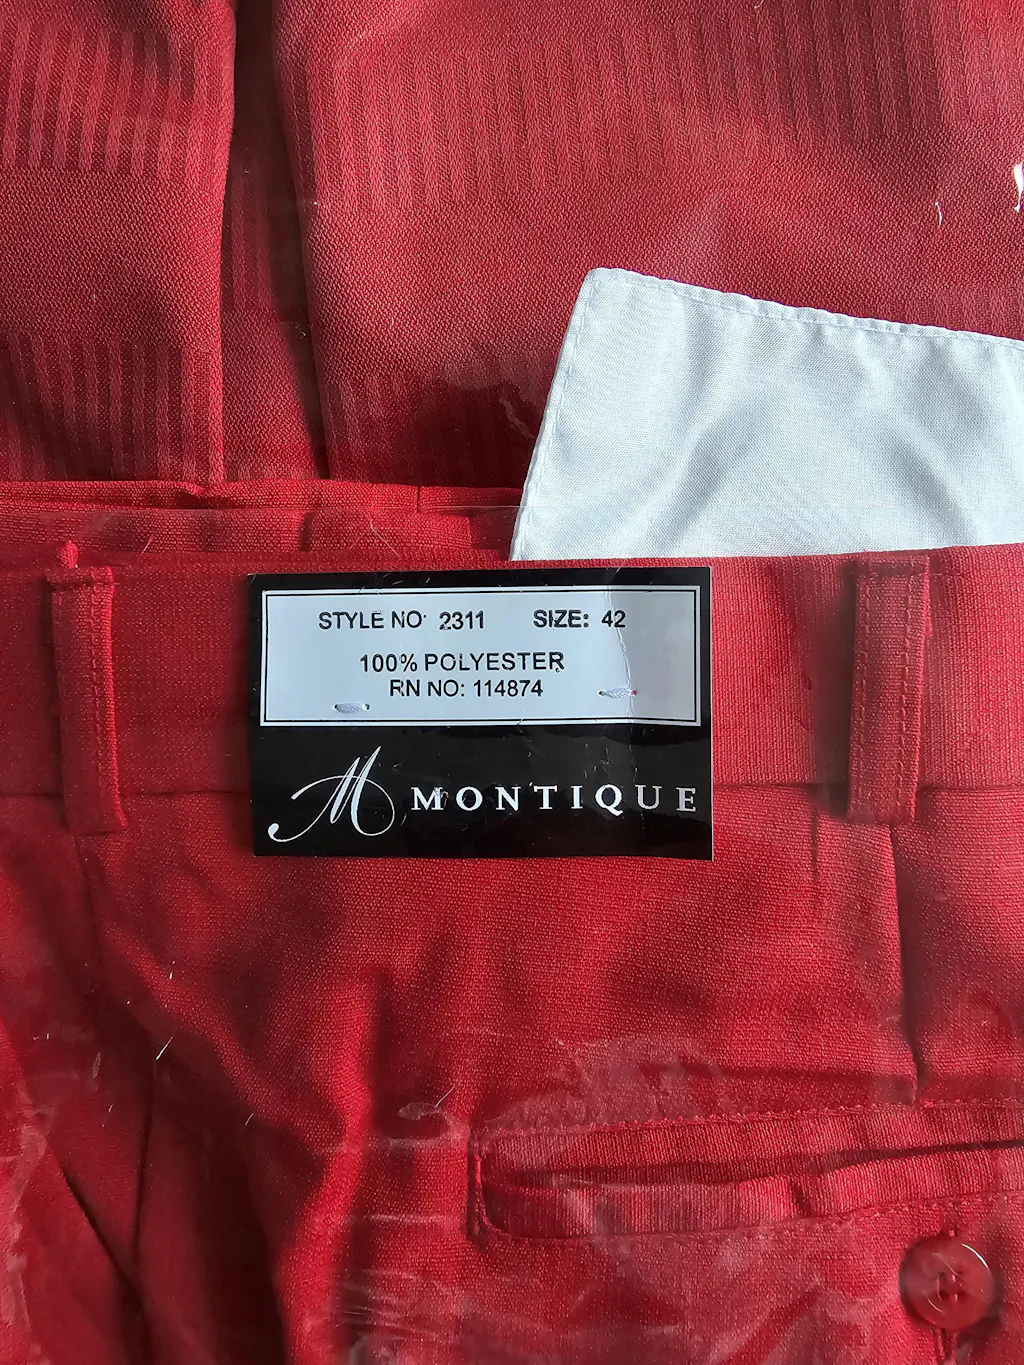 STYLE NO: 2311 SIZE: 42
100% POLYESTER
RN NO: 114874
M MONTIQUE